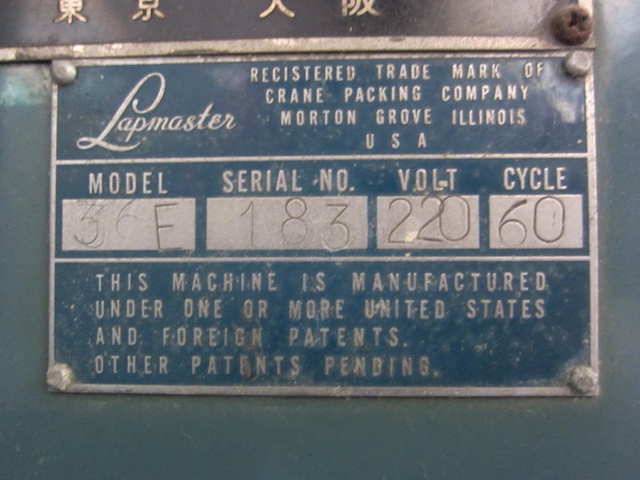 東京 大阪
Lapmaster
RECISTERED TRADE MARK OF
CRANE PACKING COMPANY
MORTON GROVE ILLINOIS
USA
MODEL SERIAL NO. VOLT CYCLE
36E 183 220 60
THIS MACHINE IS MANUFACTURED
UNDER ONE OR MORE UNITED STATES
AND FOREIGN PATENTS.
OTHER PATENTS PENDING.